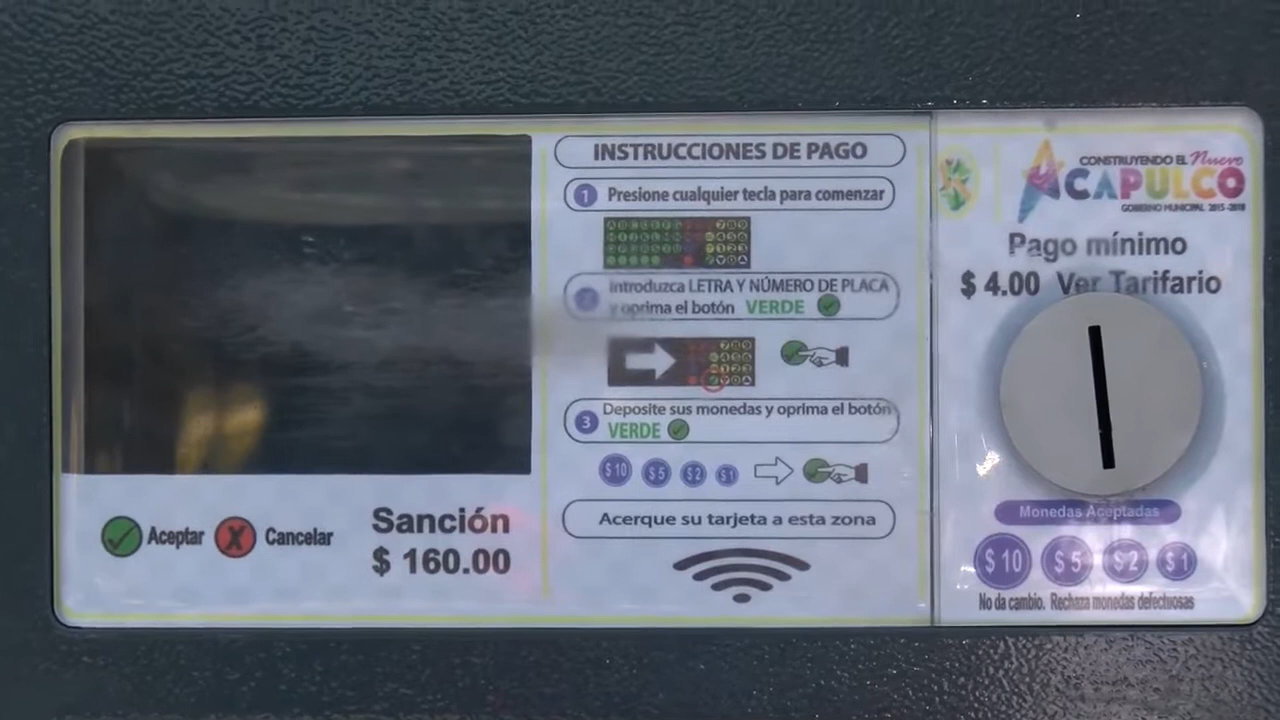 INSTRUCCIONES DE PAGO
1 Presione cualquier tecla para comenzar
2 Introduzca LETRA Y NÚMERO DE PLACA
y oprima el botón VERDE
3 Deposite sus monedas y oprima el botón
VERDE
$10 $5 $2 $1
Acerque su tarjeta a esta zona
Aceptar X Cancelar
Sanción
$ 160.00
CONSTRUYENDO EL Nuevo
ACAPULCO
GOBIERNO MUNICIPAL 2015-2018
Pago mínimo
$ 4.00 Ver Tarifario
Monedas Aceptadas
$10 $5 $2 $1
No da cambio. Rechaza monedas defectuosas